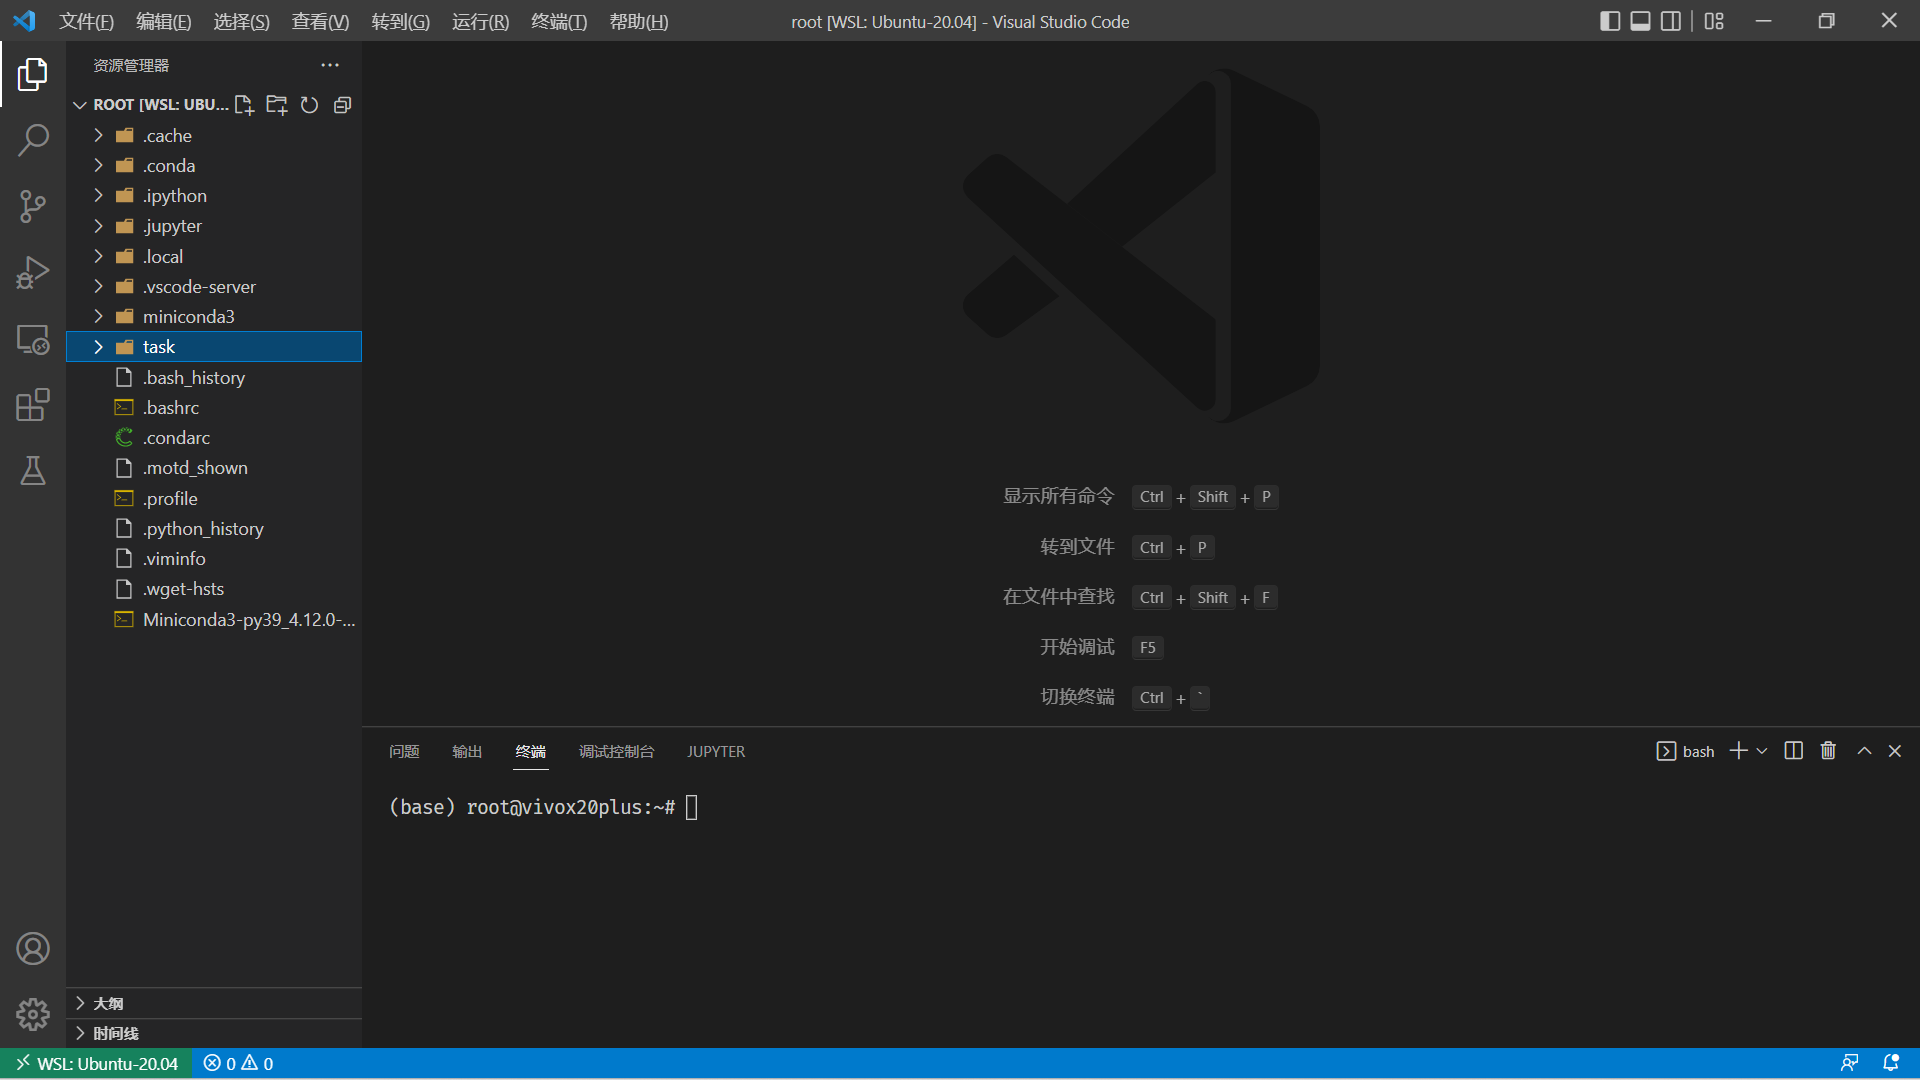 文件(F) 编辑(E) 选择(S) 查看(V) 转到(G) 运行(R) 终端(T) 帮助(H) root [WSL: Ubuntu-20.04] - Visual Studio Code
资源管理器
ROOT [WSL: UBU...
.cache
.conda
.ipython
.jupyter
.local
.vscode-server
miniconda3
task
.bash_history
.bashrc
.condarc
.motd_shown
.profile
.python_history
.viminfo
.wget-hsts
Miniconda3-py39_4.12.0-...
大纲
时间线
显示所有命令 Ctrl + Shift + P
转到文件 Ctrl + P
在文件中查找 Ctrl + Shift + F
开始调试 F5
切换终端 Ctrl + `
问题 输出 终端 调试控制台 JUPYTER bash
(base) root@vivox20plus:~#
WSL: Ubuntu-20.04 0 0